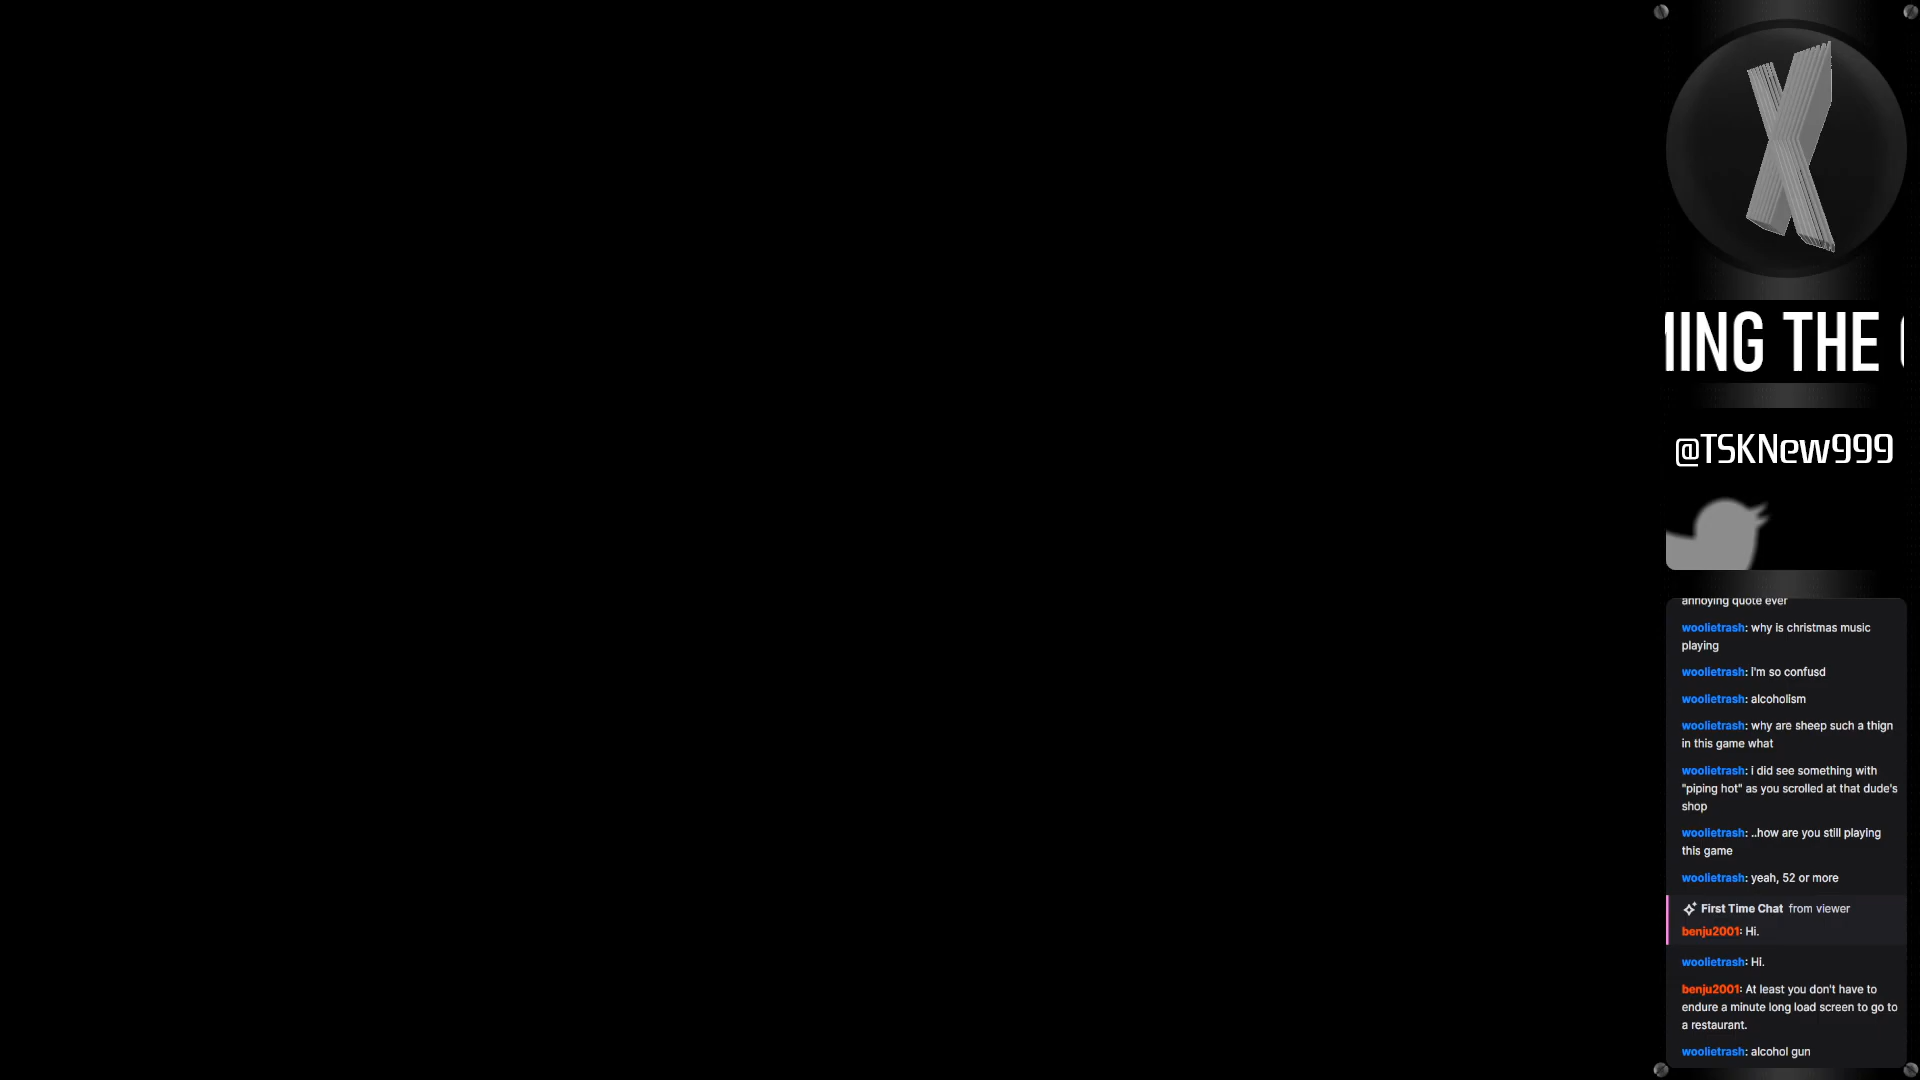 X
MING THE
@TSKNew999
annoying quote ever
woolietrash: why is christmas music
playing
woolietrash: i'm so confusd
woolietrash: alcoholism
woolietrash: why are sheep such a thign
in this game what
woolietrash: i did see something with
"piping hot" as you scrolled at that dude's
shop
woolietrash: ..how are you still playing
this game
woolietrash: yeah, 52 or more
First Time Chat from viewer
benju2001: Hi.
woolietrash: Hi.
benju2001: At least you don't have to
endure a minute long load screen to go to
a restaurant.
woolietrash: alcohol gun